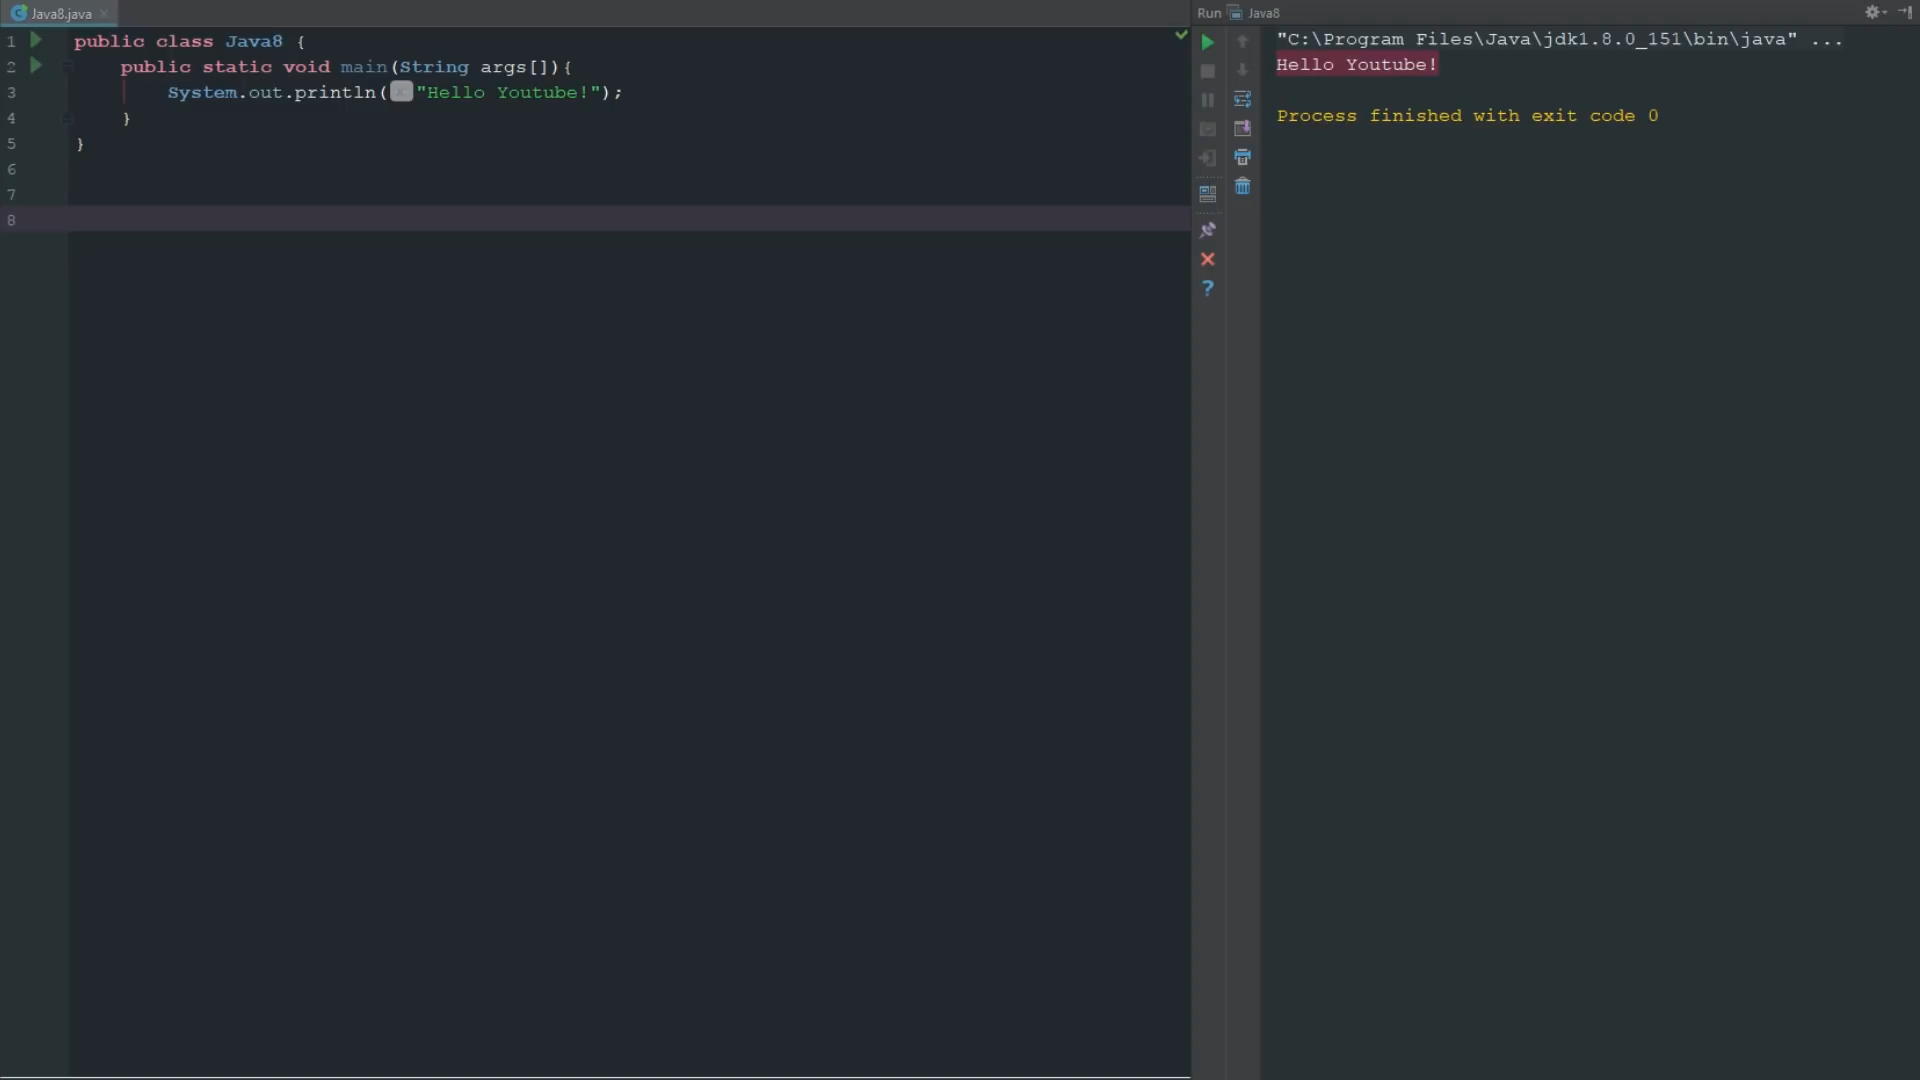 Java8.java
1 public class Java8 {
2     public static void main(String args[]){
3         System.out.println(x: "Hello Youtube!");
4     }
5 }
6
7
8
Run Java8
"C:\Program Files\Java\jdk1.8.0_151\bin\java" ...
Hello Youtube!
Process finished with exit code 0
?